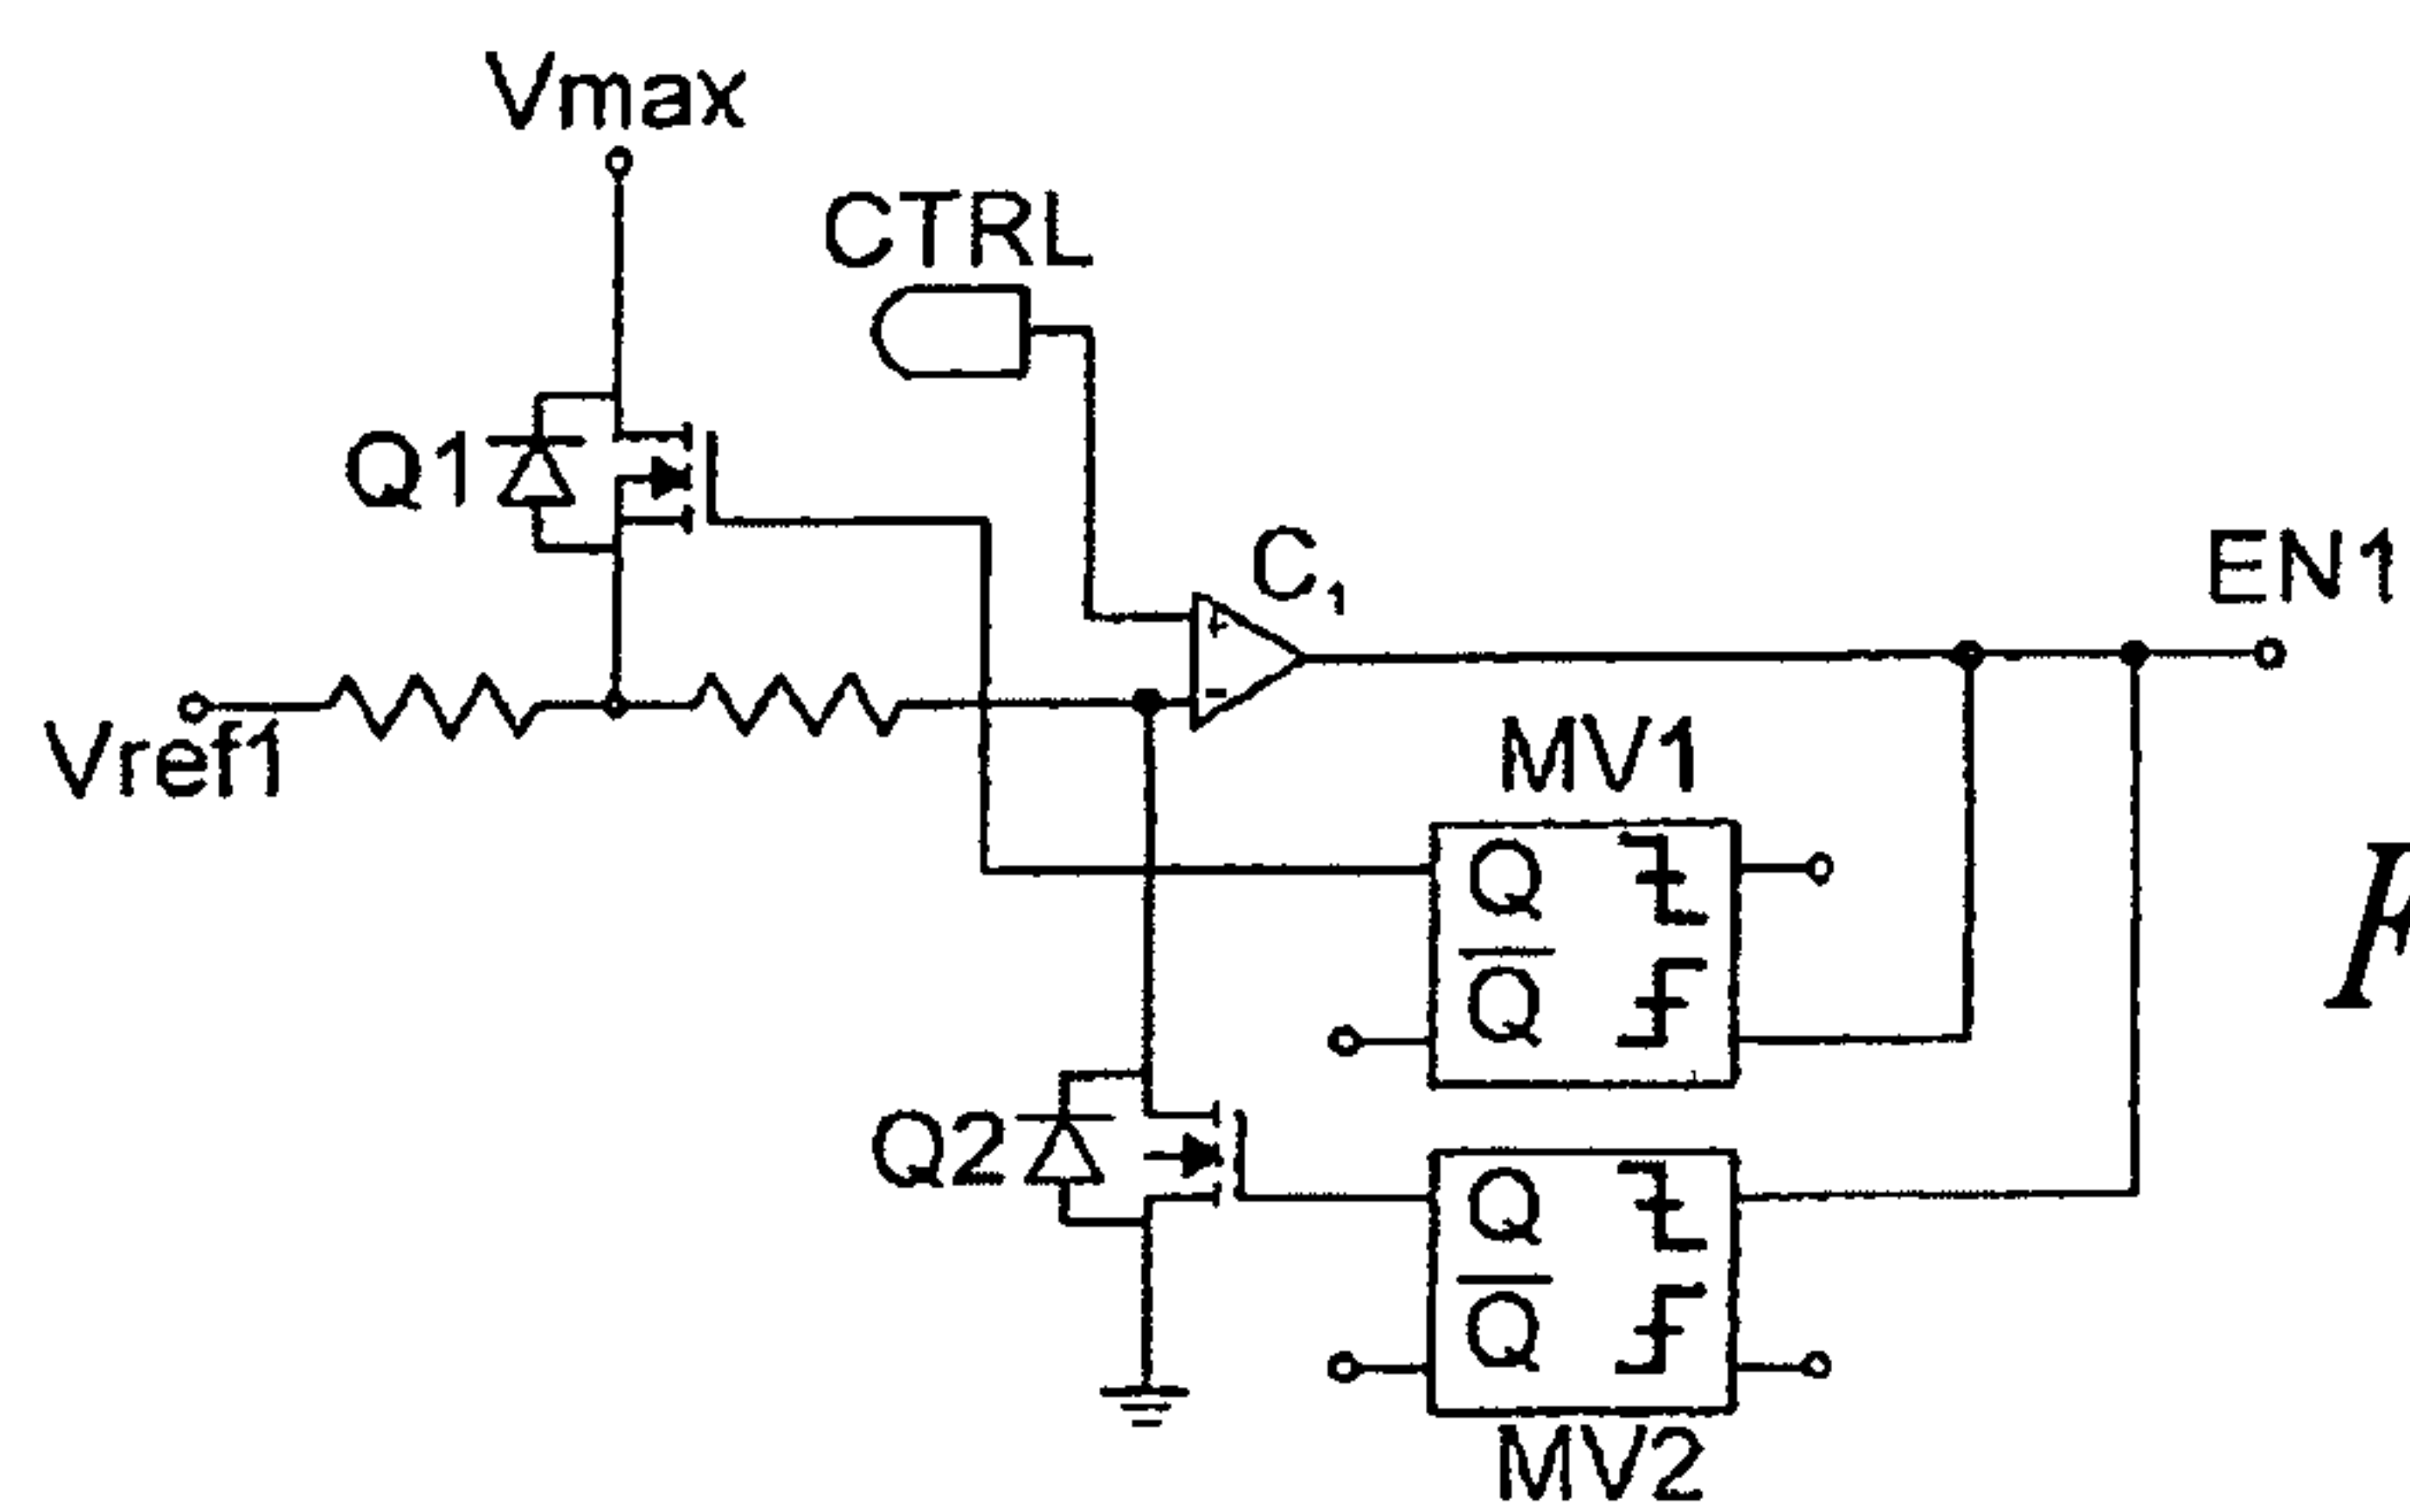 Vmax
CTRL
Q1
C1
EN1
+
-
Vref1
MV1
Q
Q̅
Q2
Q
Q̅
MV2